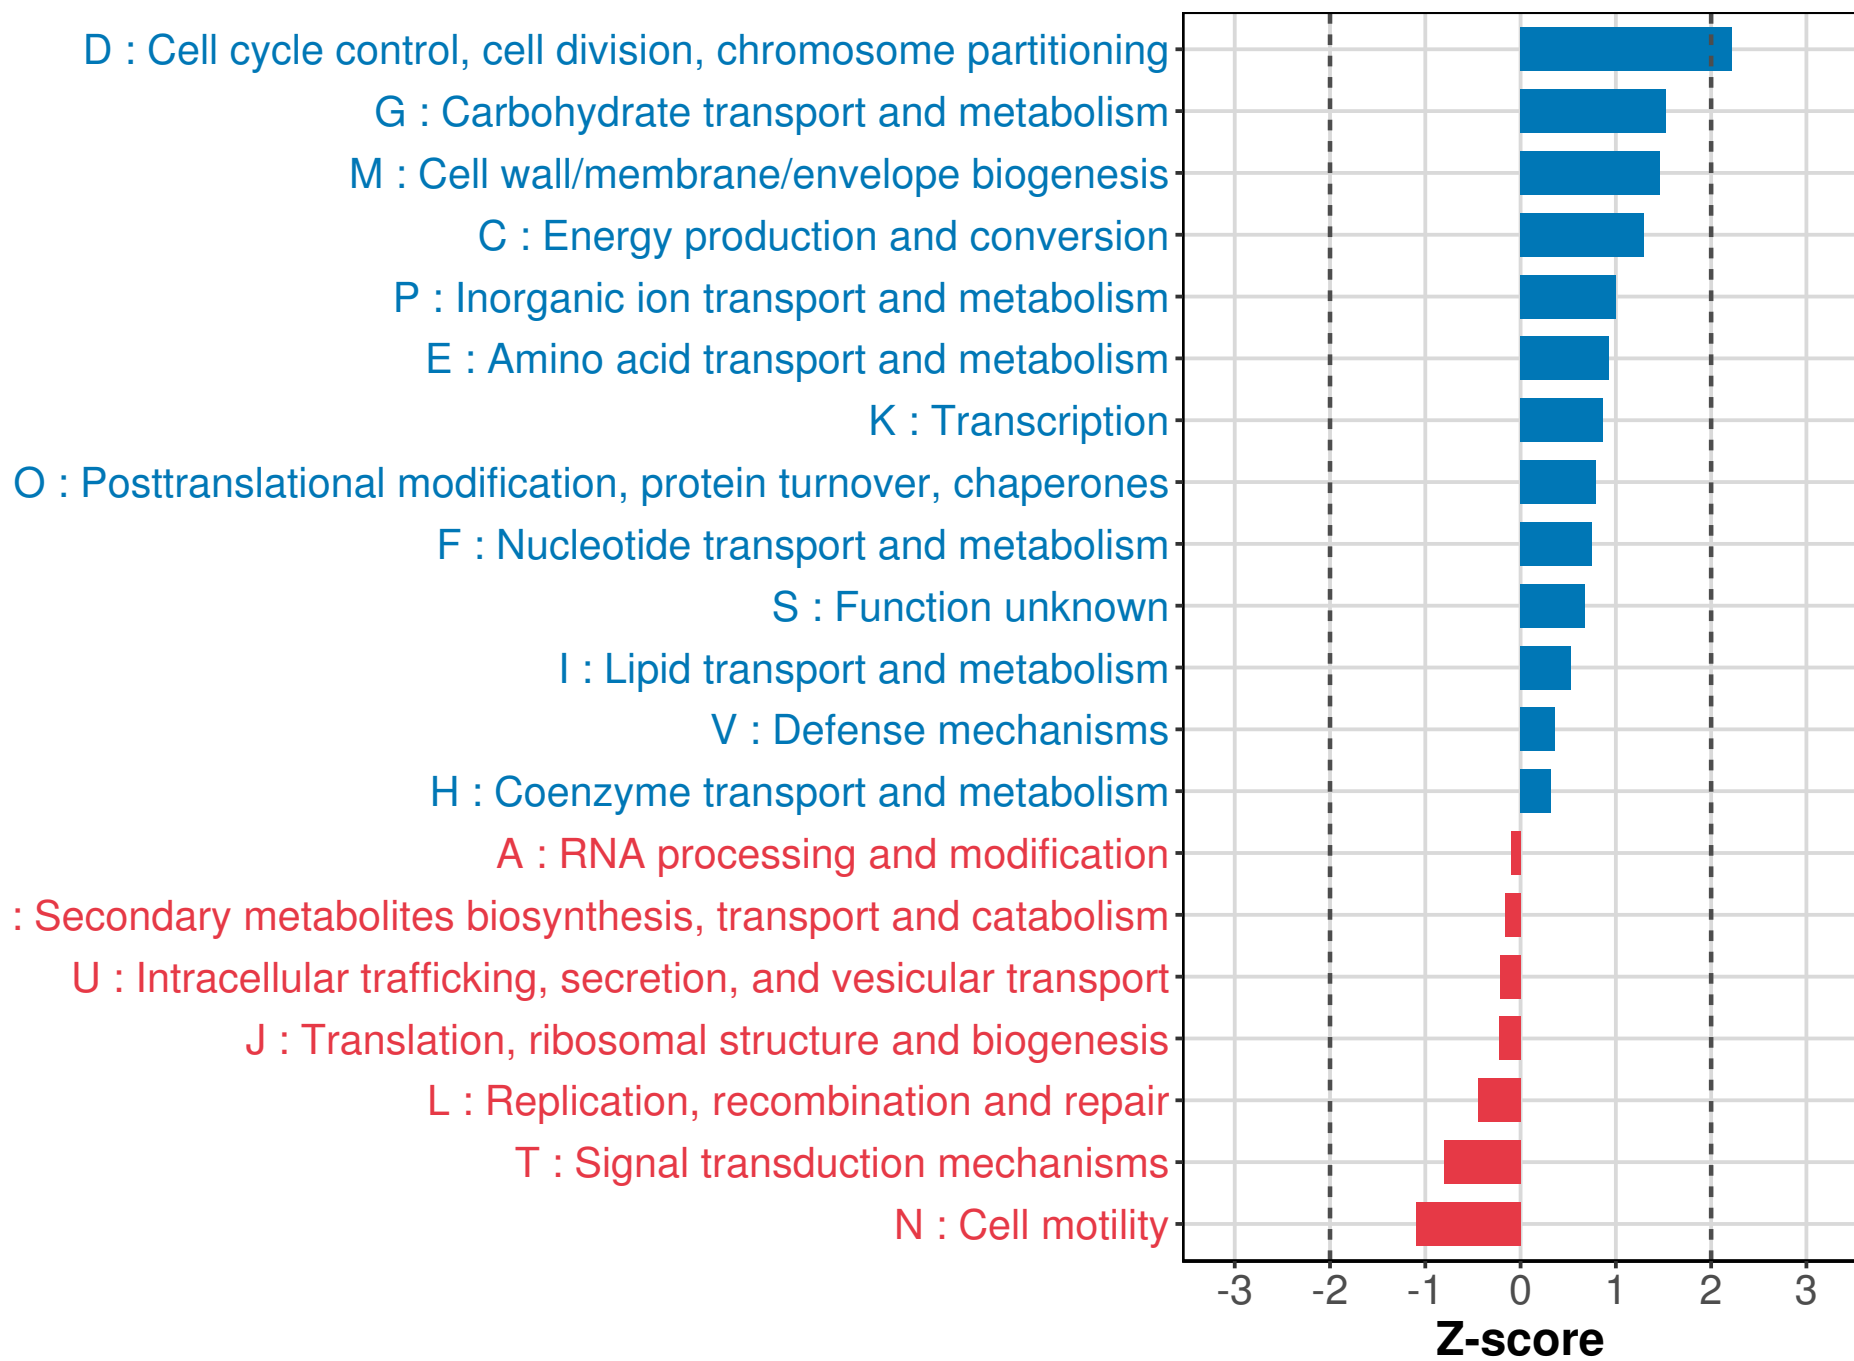 D : Cell cycle control, cell division, chromosome partitioning
G : Carbohydrate transport and metabolism
M : Cell wall/membrane/envelope biogenesis
C : Energy production and conversion
P : Inorganic ion transport and metabolism
E : Amino acid transport and metabolism
K : Transcription
O : Posttranslational modification, protein turnover, chaperones
F : Nucleotide transport and metabolism
S : Function unknown
I : Lipid transport and metabolism
V : Defense mechanisms
H : Coenzyme transport and metabolism
A : RNA processing and modification
: Secondary metabolites biosynthesis, transport and catabolism
U : Intracellular trafficking, secretion, and vesicular transport
J : Translation, ribosomal structure and biogenesis
L : Replication, recombination and repair
T : Signal transduction mechanisms
N : Cell motility
-3 -2 -1 0 1 2 3
Z-score